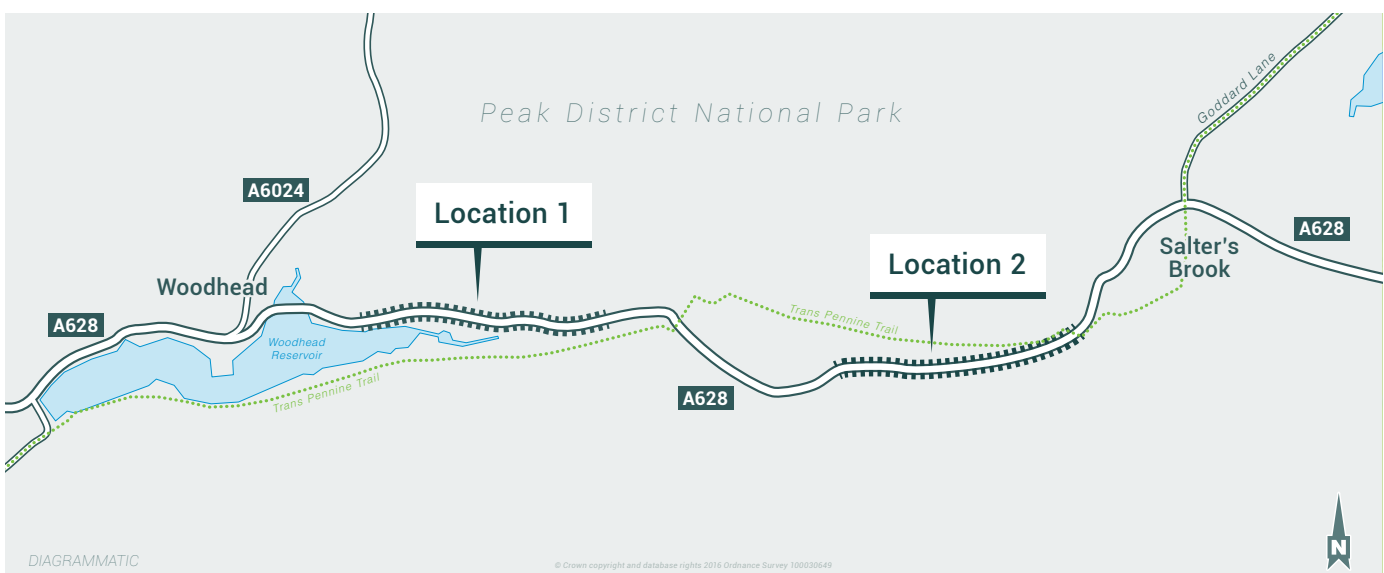 Peak District National Park
Goddard Lane
A6024
Location 1
A628
Salter's
Brook
Location 2
Woodhead
A628
Trans Pennine Trail
Woodhead
Reservoir
Trans Pennine Trail
A628
DIAGRAMMATIC
© Crown copyright and database rights 2016 Ordnance Survey 100030649
N